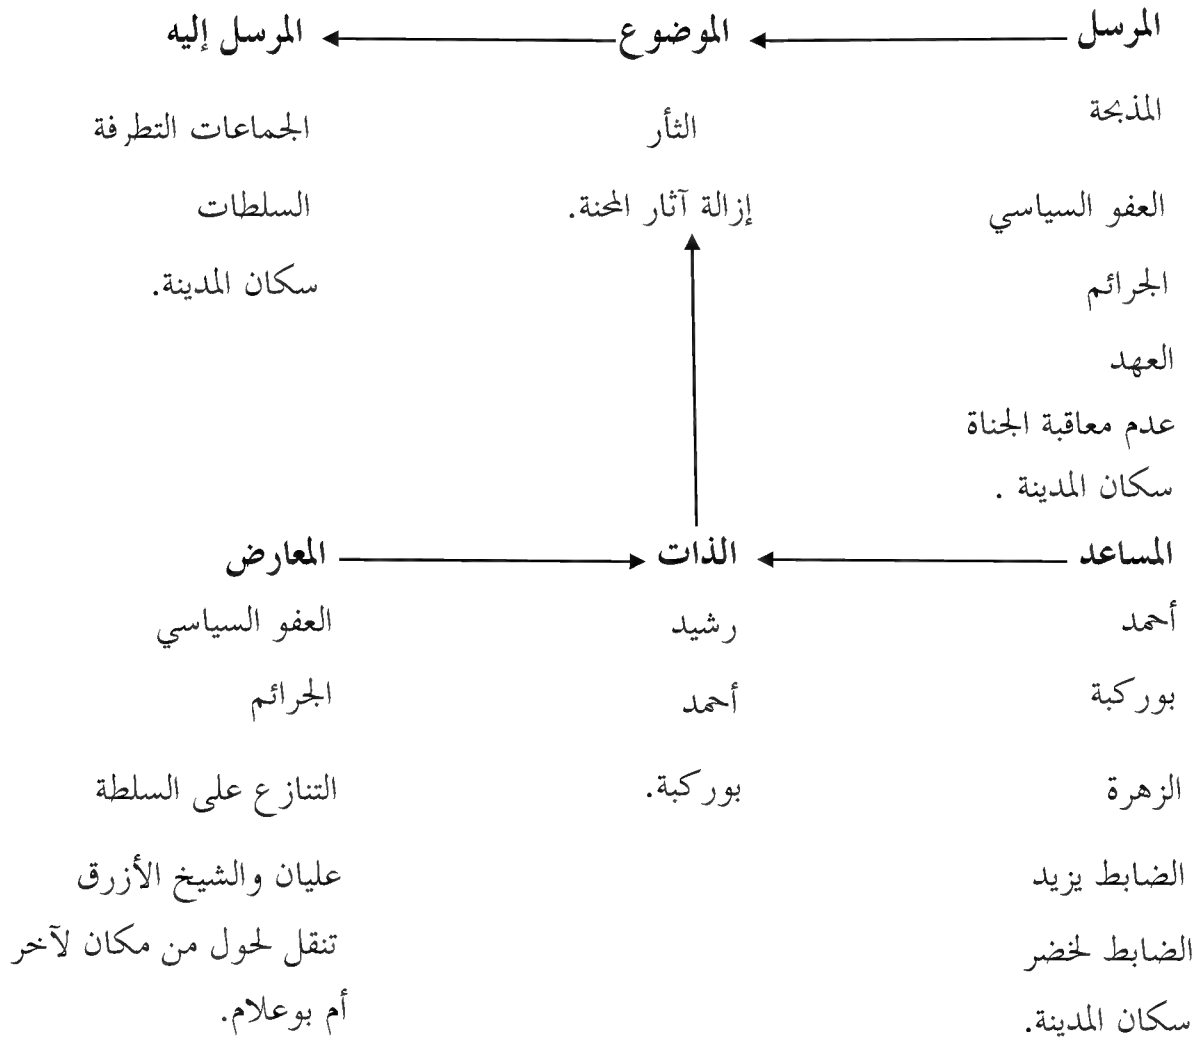 المرسل الموضوع المرسل إليه
المذبحة الثأر الجماعات التطرفة
العفو السياسي إزالة آثار المحنة. السلطات
الجرائم سكان المدينة.
العهد
عدم معاقبة الجناة
سكان المدينة .
المساعد الذات المعارض
أحمد رشيد العفو السياسي
بوركبة أحمد الجرائم
الزهرة بوركبة. التنازع على السلطة
الضابط يزيد عليان والشيخ الأزرق
الضابط لخضر تنقل لحول من مكان لآخر
سكان المدينة. أم بوعلام.